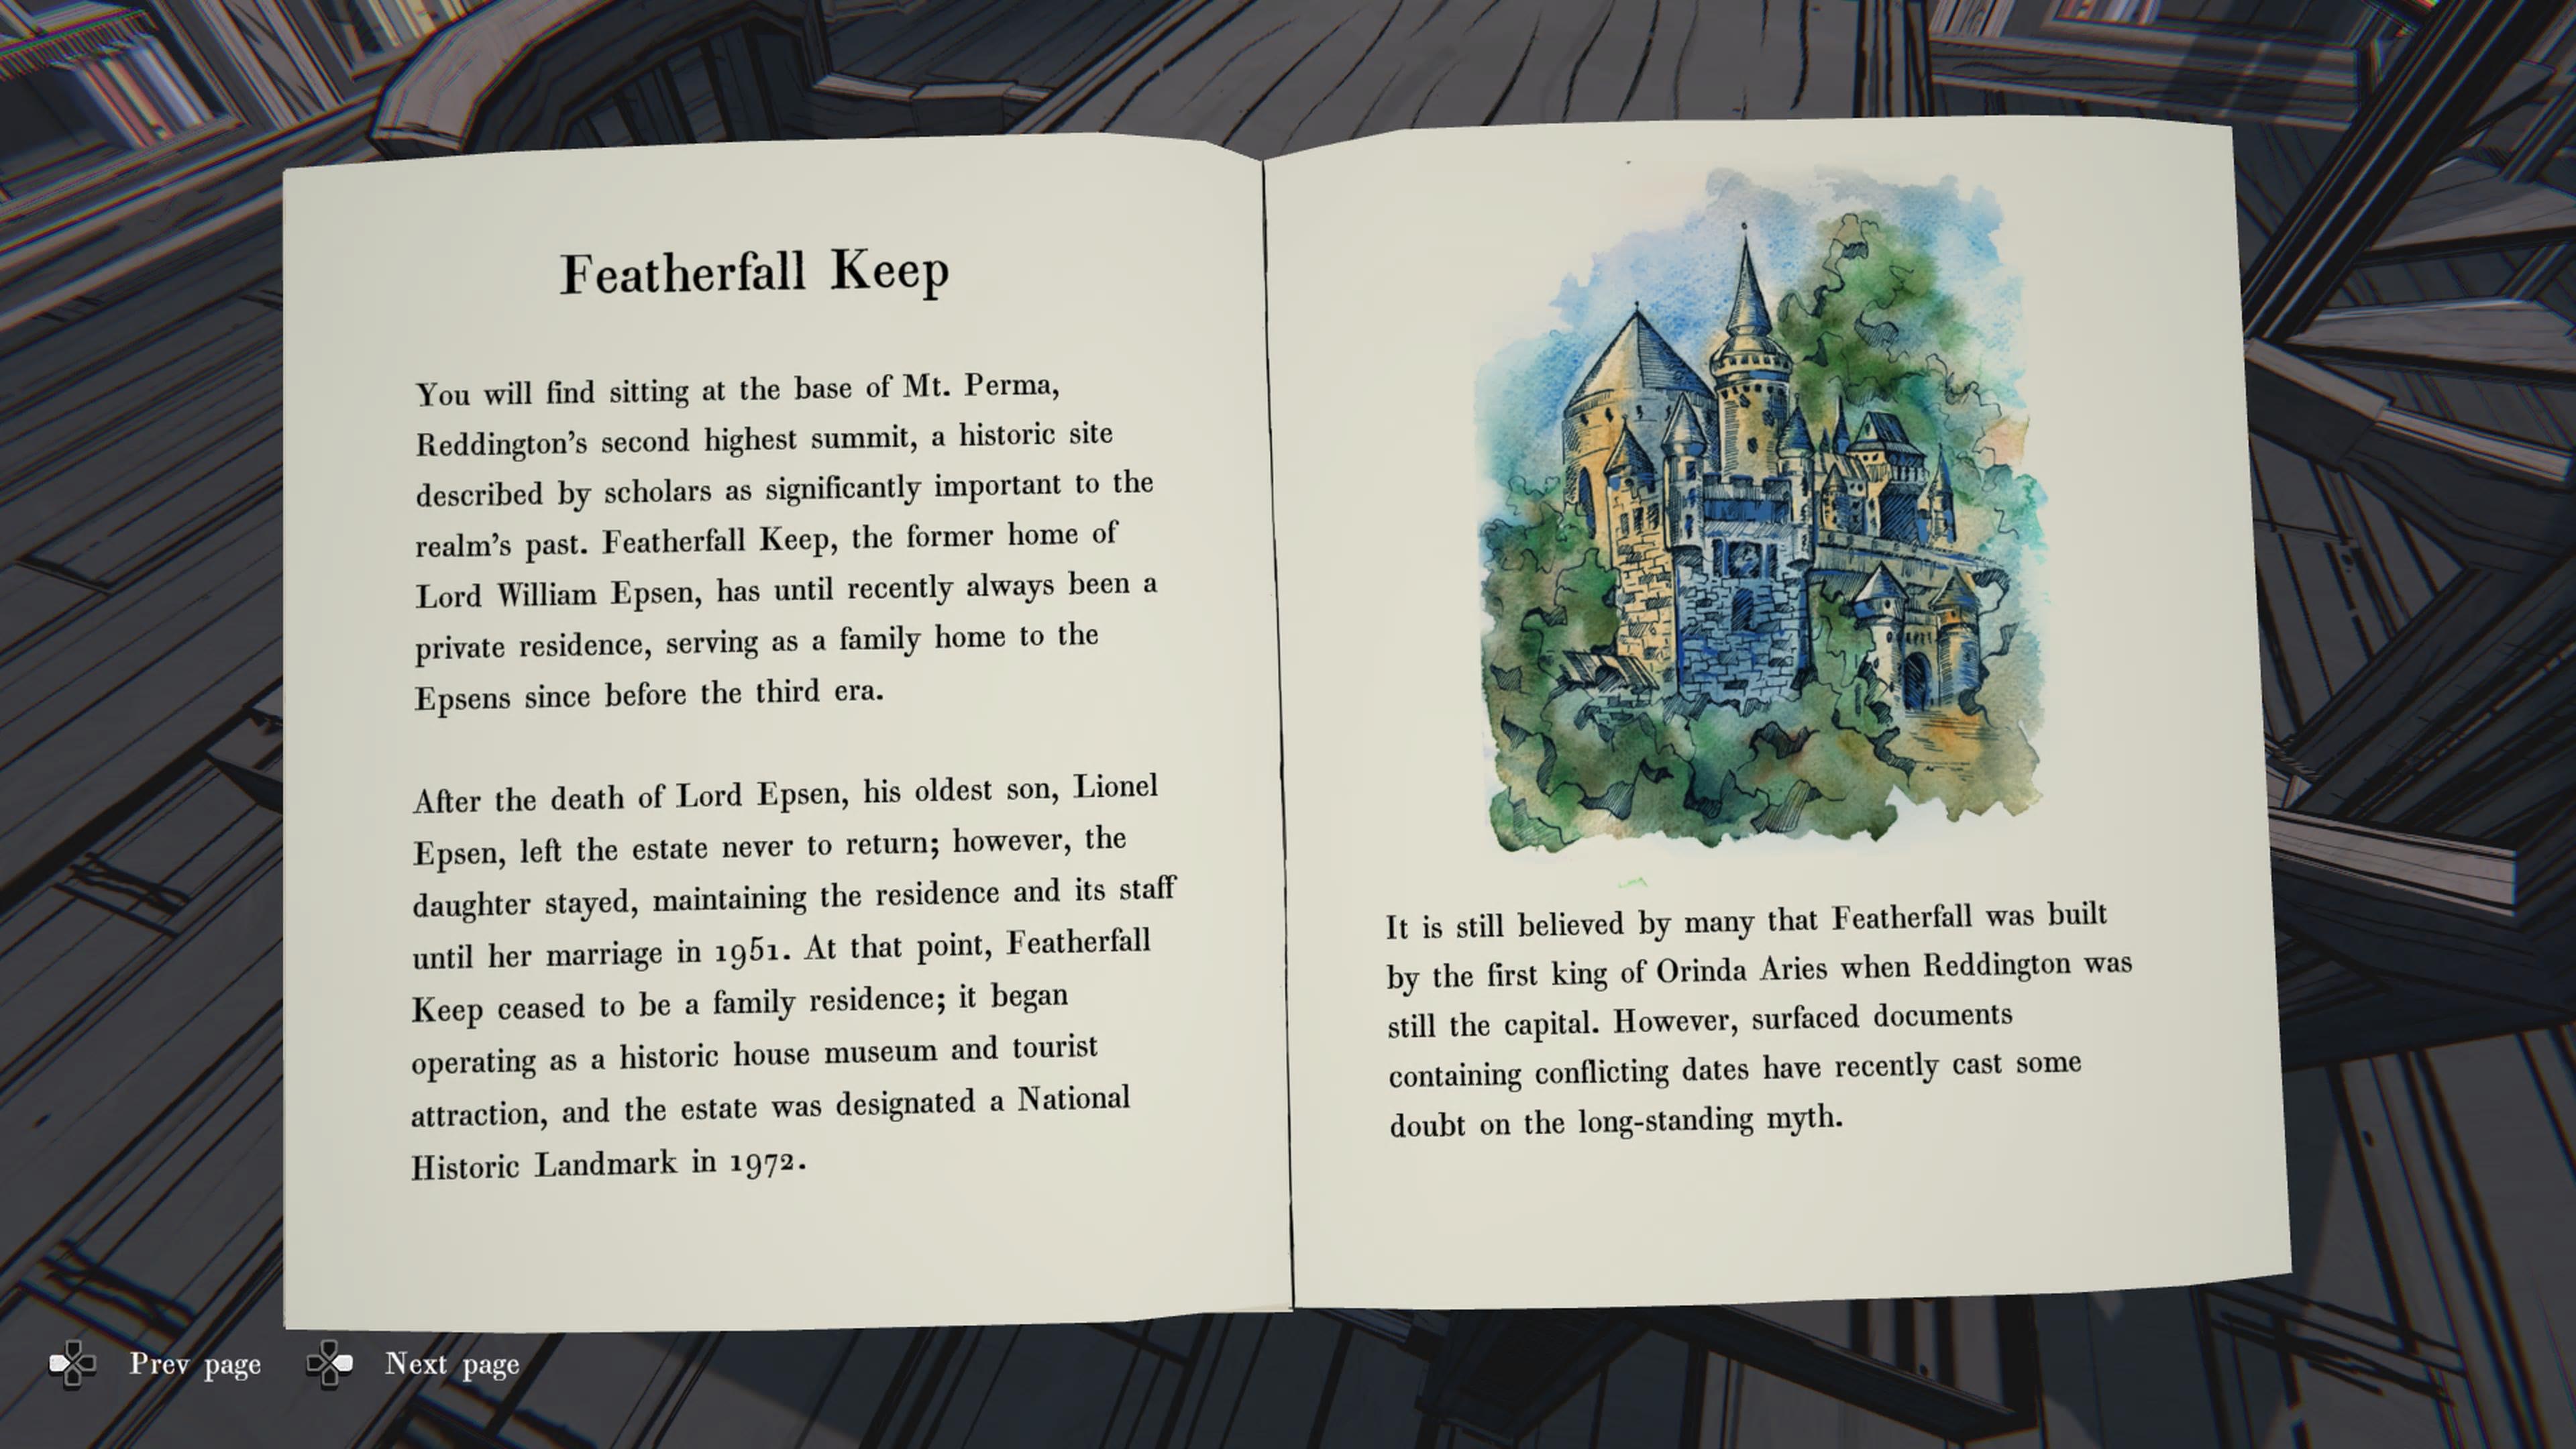 Featherfall Keep
You will find sitting at the base of Mt. Perma,
Reddington's second highest summit, a historic site
described by scholars as significantly important to the
realm's past. Featherfall Keep, the former home of
Lord William Epsen, has until recently always been a
private residence, serving as a family home to the
Epsens since before the third era.
After the death of Lord Epsen, his oldest son, Lionel
Epsen, left the estate never to return; however, the
daughter stayed, maintaining the residence and its staff
until her marriage in 1951. At that point, Featherfall
Keep ceased to be a family residence; it began
operating as a historic house museum and tourist
attraction, and the estate was designated a National
Historic Landmark in 1972.
It is still believed by many that Featherfall was built
by the first king of Orinda Aries when Reddington was
still the capital. However, surfaced documents
containing conflicting dates have recently cast some
doubt on the long-standing myth.
Prev page
Next page